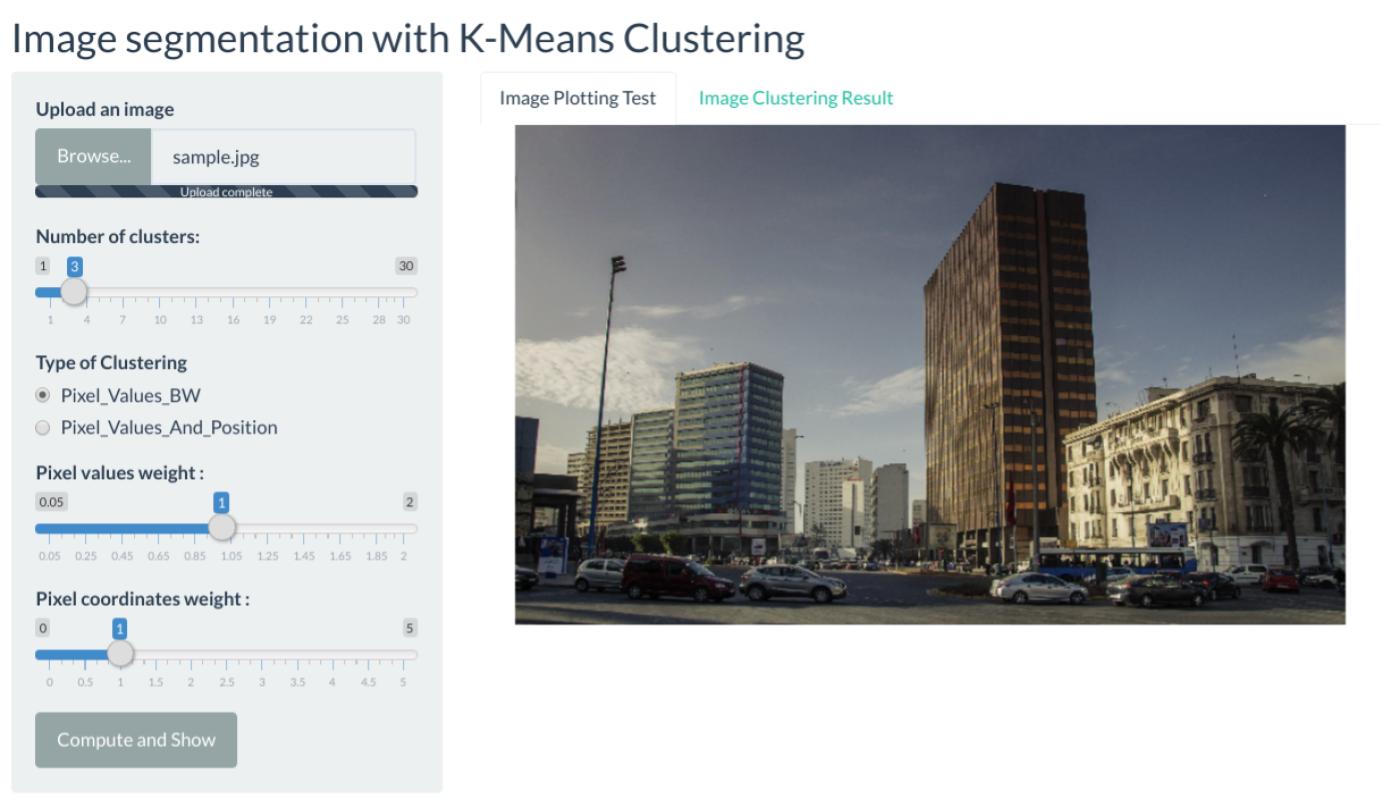 Image segmentation with K-Means Clustering
Upload an image
Browse... sample.jpg
Upload complete
Number of clusters:
1 3 30
1 4 7 10 13 16 19 22 25 28 30
Type of Clustering
Pixel_Values_BW
Pixel_Values_And_Position
Pixel values weight :
0.05 1 2
0.05 0.25 0.45 0.65 0.85 1.05 1.25 1.45 1.65 1.85 2
Pixel coordinates weight :
0 1 5
0 0.5 1 1.5 2 2.5 3 3.5 4 4.5 5
Compute and Show
Image Plotting Test Image Clustering Result